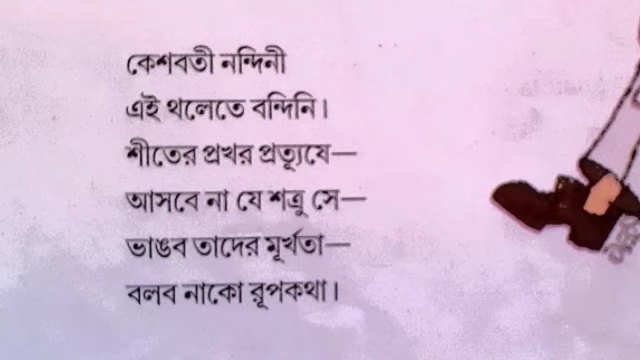 কেশবতী নন্দিনী
এই থলেতে বন্দিনি।
শীতের প্রখর প্রত্যূষে—
আসবে না যে শত্রু সে—
ভাঙব তাদের মূর্খতা—
বলব নাকো রূপকথা।